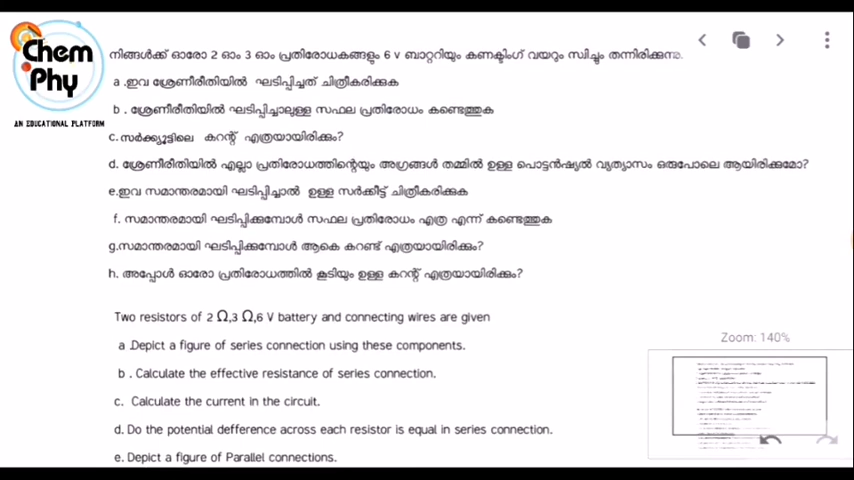 Chem
Phy
AN EDUCATIONAL PLATFORM
നിങ്ങൾക്ക് ഓരോ 2 ഓം 3 ഓം പ്രതിരോധകങ്ങളും 6 v ബാറ്ററിയും കണക്ടിംഗ് വയറും സ്വിച്ചും തന്നിരിക്കുന്നു.
a .ഇവ ശ്രേണീരീതിയിൽ ഘടിപ്പിച്ചത് ചിത്രീകരിക്കുക
b . ശ്രേണീരീതിയിൽ ഘടിപ്പിച്ചാലുള്ള സഫല പ്രതിരോധം കണ്ടെത്തുക
c. സർക്ക്യൂട്ടിലെ കറന്റ് എത്രയായിരിക്കും?
d. ശ്രേണീരീതിയിൽ എല്ലാ പ്രതിരോധത്തിന്റെയും അഗ്രങ്ങൾ തമ്മിൽ ഉള്ള പൊട്ടൻഷ്യൽ വ്യത്യാസം ഒരുപോലെ ആയിരിക്കുമോ?
e.ഇവ സമാന്തരമായി ഘടിപ്പിച്ചാൽ ഉള്ള സർക്കീട്ട് ചിത്രീകരിക്കുക
f. സമാന്തരമായി ഘടിപ്പിക്കുമ്പോൾ സഫല പ്രതിരോധം എത്ര എന്ന് കണ്ടെത്തുക
g.സമാന്തരമായി ഘടിപ്പിക്കുമ്പോൾ ആകെ കറണ്ട് എത്രയായിരിക്കും?
h. അപ്പോൾ ഓരോ പ്രതിരോധത്തിൽ കൂടിയും ഉള്ള കറന്റ് എത്രയായിരിക്കും?
Two resistors of 2 Ω,3 Ω,6 V battery and connecting wires are given
a .Depict a figure of series connection using these components.
b . Calculate the effective resistance of series connection.
c. Calculate the current in the circuit.
d. Do the potential defference across each resistor is equal in series connection.
e. Depict a figure of Parallel connections.
Zoom: 140%